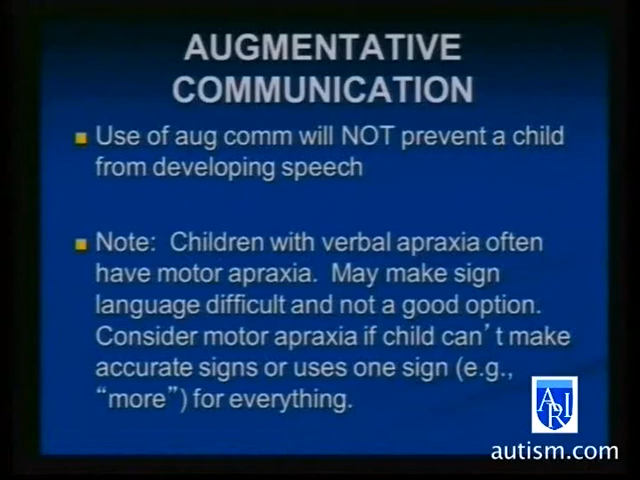 AUGMENTATIVE
COMMUNICATION
Use of aug comm will NOT prevent a child
from developing speech
Note: Children with verbal apraxia often
have motor apraxia. May make sign
language difficult and not a good option.
Consider motor apraxia if child can't make
accurate signs or uses one sign (e.g.,
“more”) for everything.
ARI
autism.com